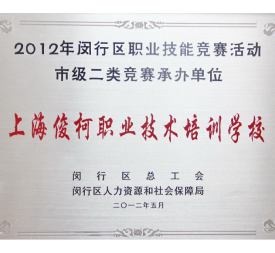 2012年闵行区职业技能竞赛活动
市级二类竞赛承办单位
上海俊柯职业技术培训学校
闵行区总工会
闵行区人力资源和社会保障局
二〇一二年五月